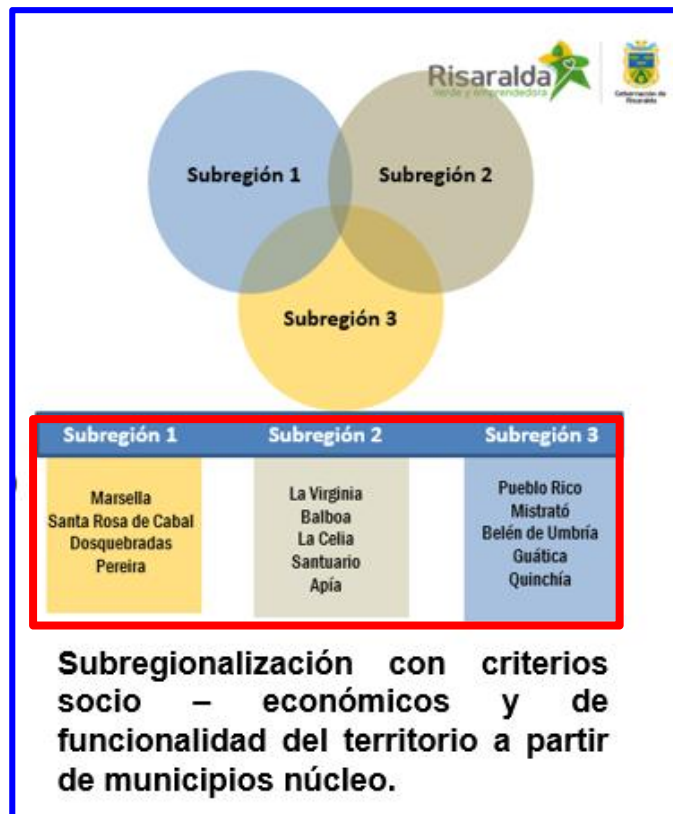 Risaralda
Verde y emprendedora
Gobernación de
Risaralda
Subregión 1
Subregión 2
Subregión 3
Subregión 1
Subregión 2
Subregión 3
Marsella
Santa Rosa de Cabal
Dosquebradas
Pereira
La Virginia
Balboa
La Celia
Santuario
Apía
Pueblo Rico
Mistrató
Belén de Umbría
Guática
Quinchía
Subregionalización con criterios
socio – económicos y de
funcionalidad del territorio a partir
de municipios núcleo.